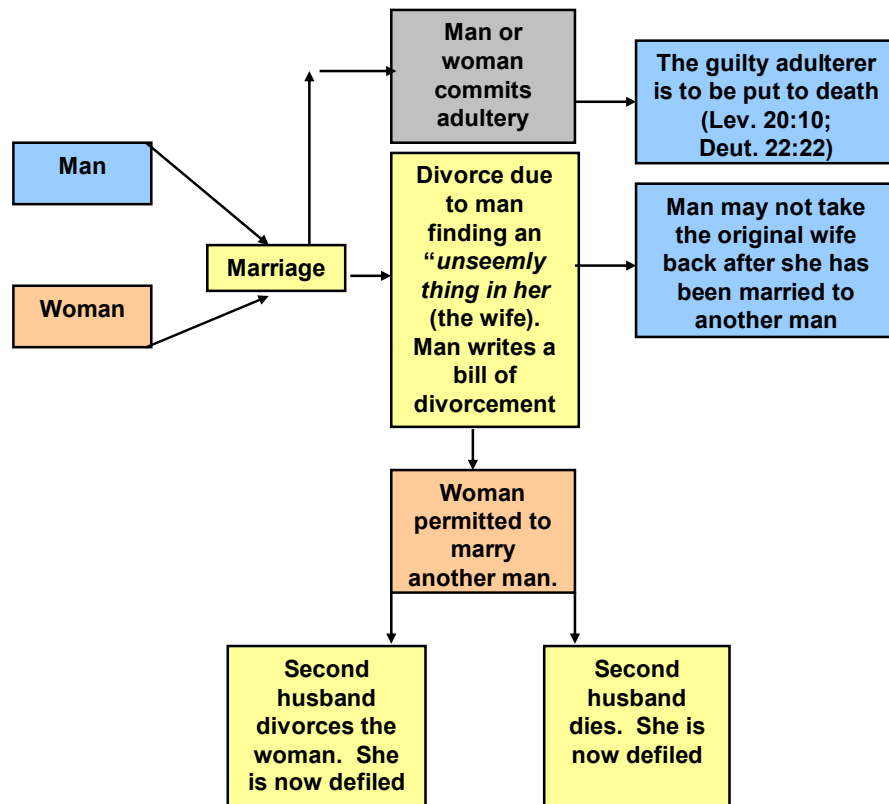 Man or
woman
commits
adultery
The guilty adulterer
is to be put to death
(Lev. 20:10;
Deut. 22:22)
Man
Woman
Marriage
Divorce due
to man
finding an
“unseemly
thing in her
(the wife).
Man writes a
bill of
divorcement
Man may not take
the original wife
back after she has
been married to
another man
Woman
permitted to
marry
another man.
Second
husband
divorces the
woman.  She
is now defiled
Second
husband
dies.  She is
now defiled